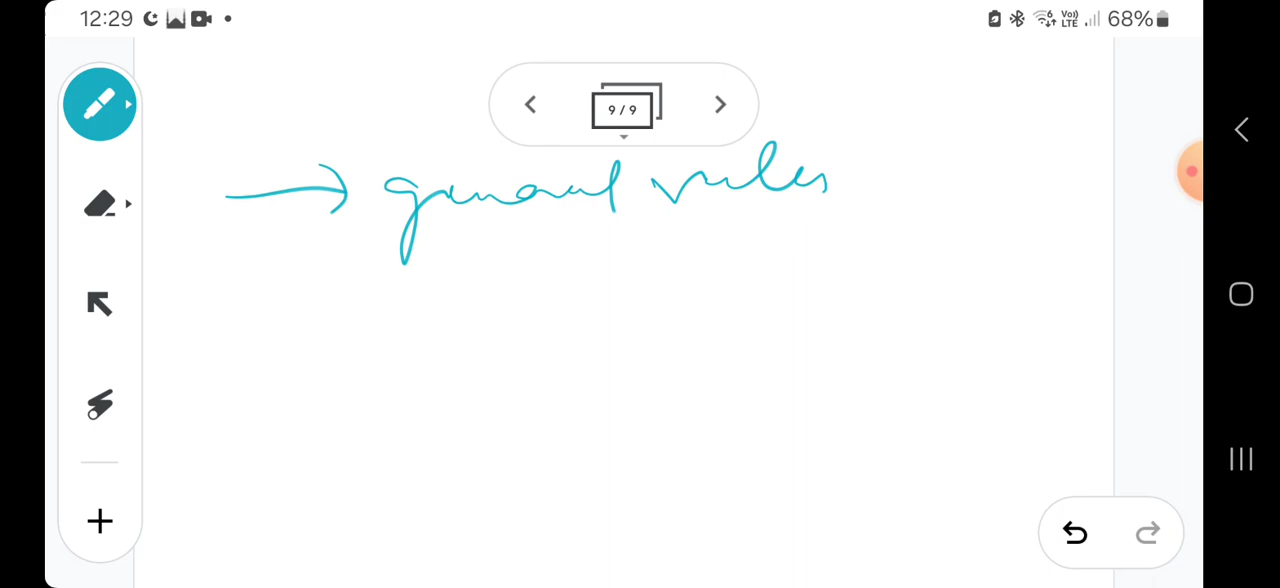 12:29 68%
9 / 9
→ general rules